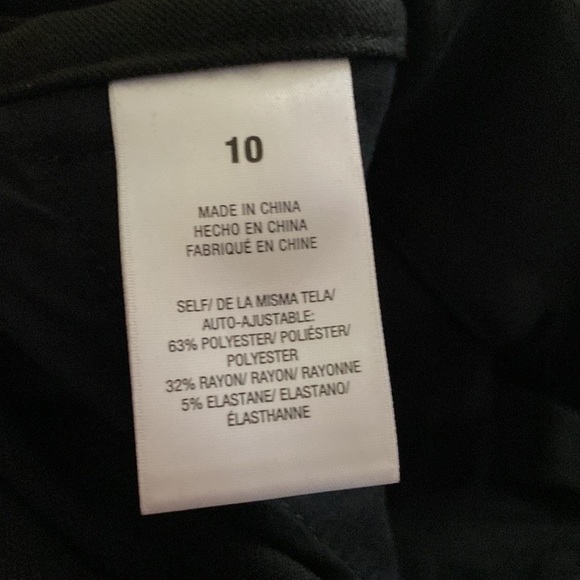 10
MADE IN CHINA
HECHO EN CHINA
FABRIQUÉ EN CHINE
SELF/ DE LA MISMA TELA/
AUTO-AJUSTABLE:
63% POLYESTER/ POLIÉSTER/
POLYESTER
32% RAYON/ RAYON/ RAYONNE
5% ELASTANE/ ELASTANO/
ÉLASTHANNE